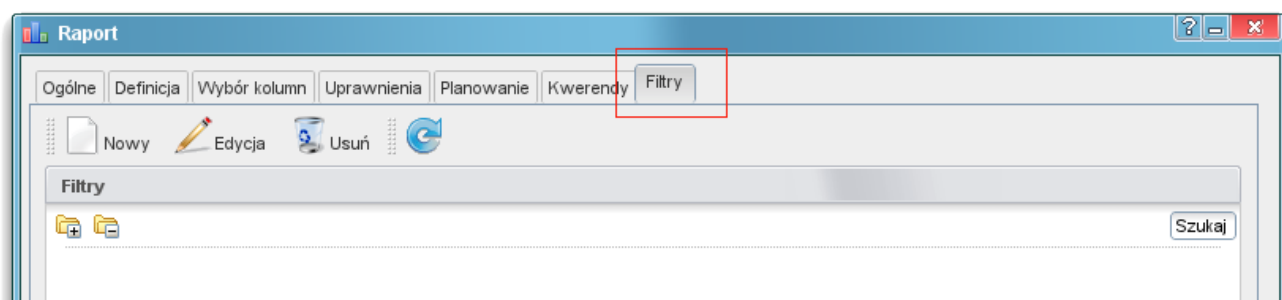 Raport
Ogólne Definicja Wybór kolumn Uprawnienia Planowanie Kwerendy Filtry
Nowy Edycja Usuń
Filtry
Szukaj